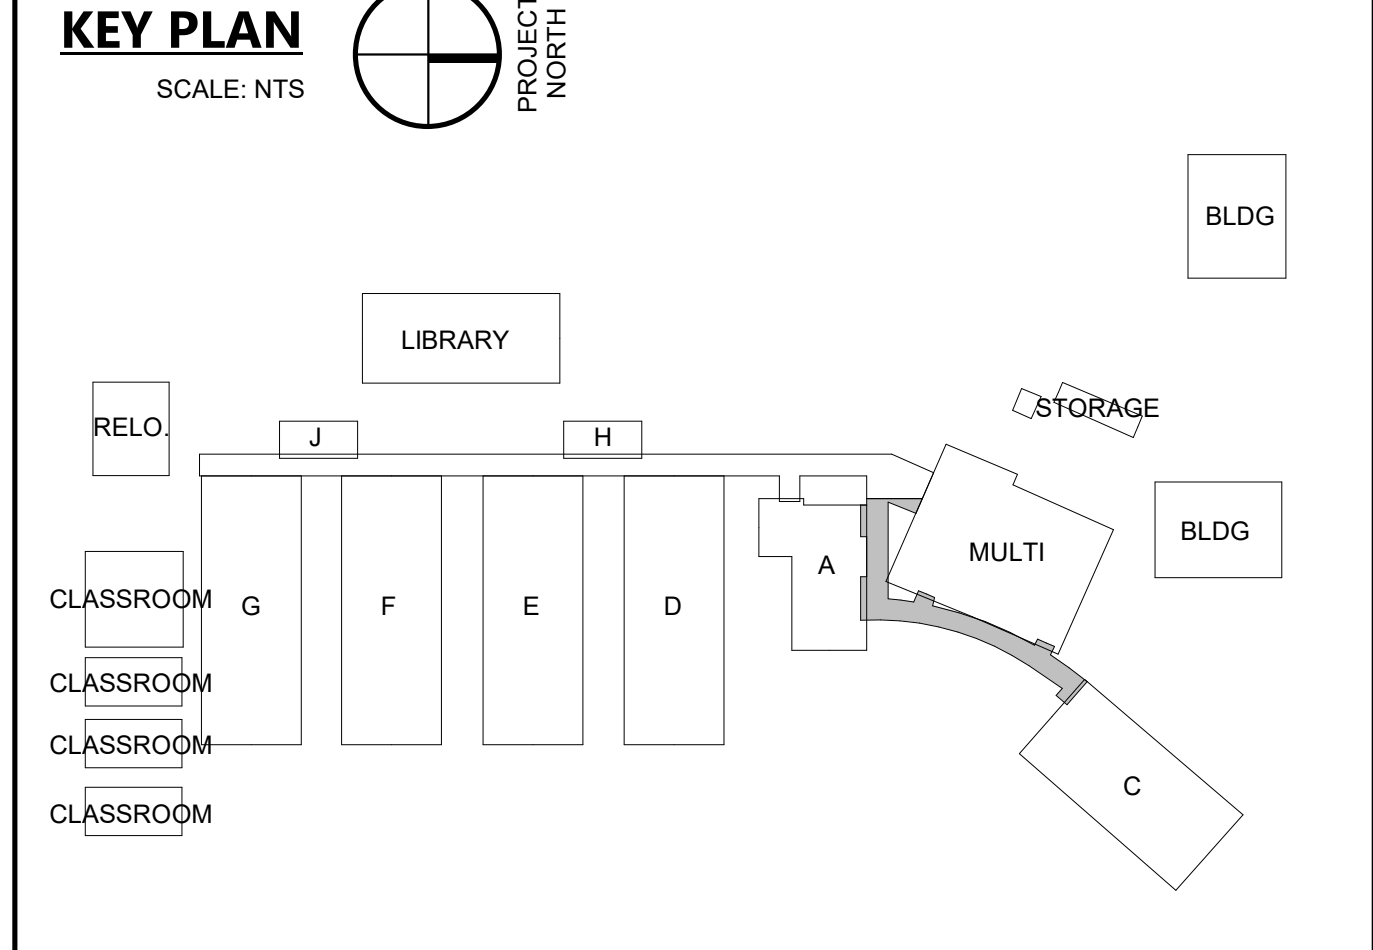 KEY PLAN
SCALE: NTS
PROJECT
NORTH
BLDG
LIBRARY
STORAGE
RELO.
J
H
BLDG
MULTI
A
CLASSROOM
G
F
E
D
CLASSROOM
CLASSROOM
C
CLASSROOM